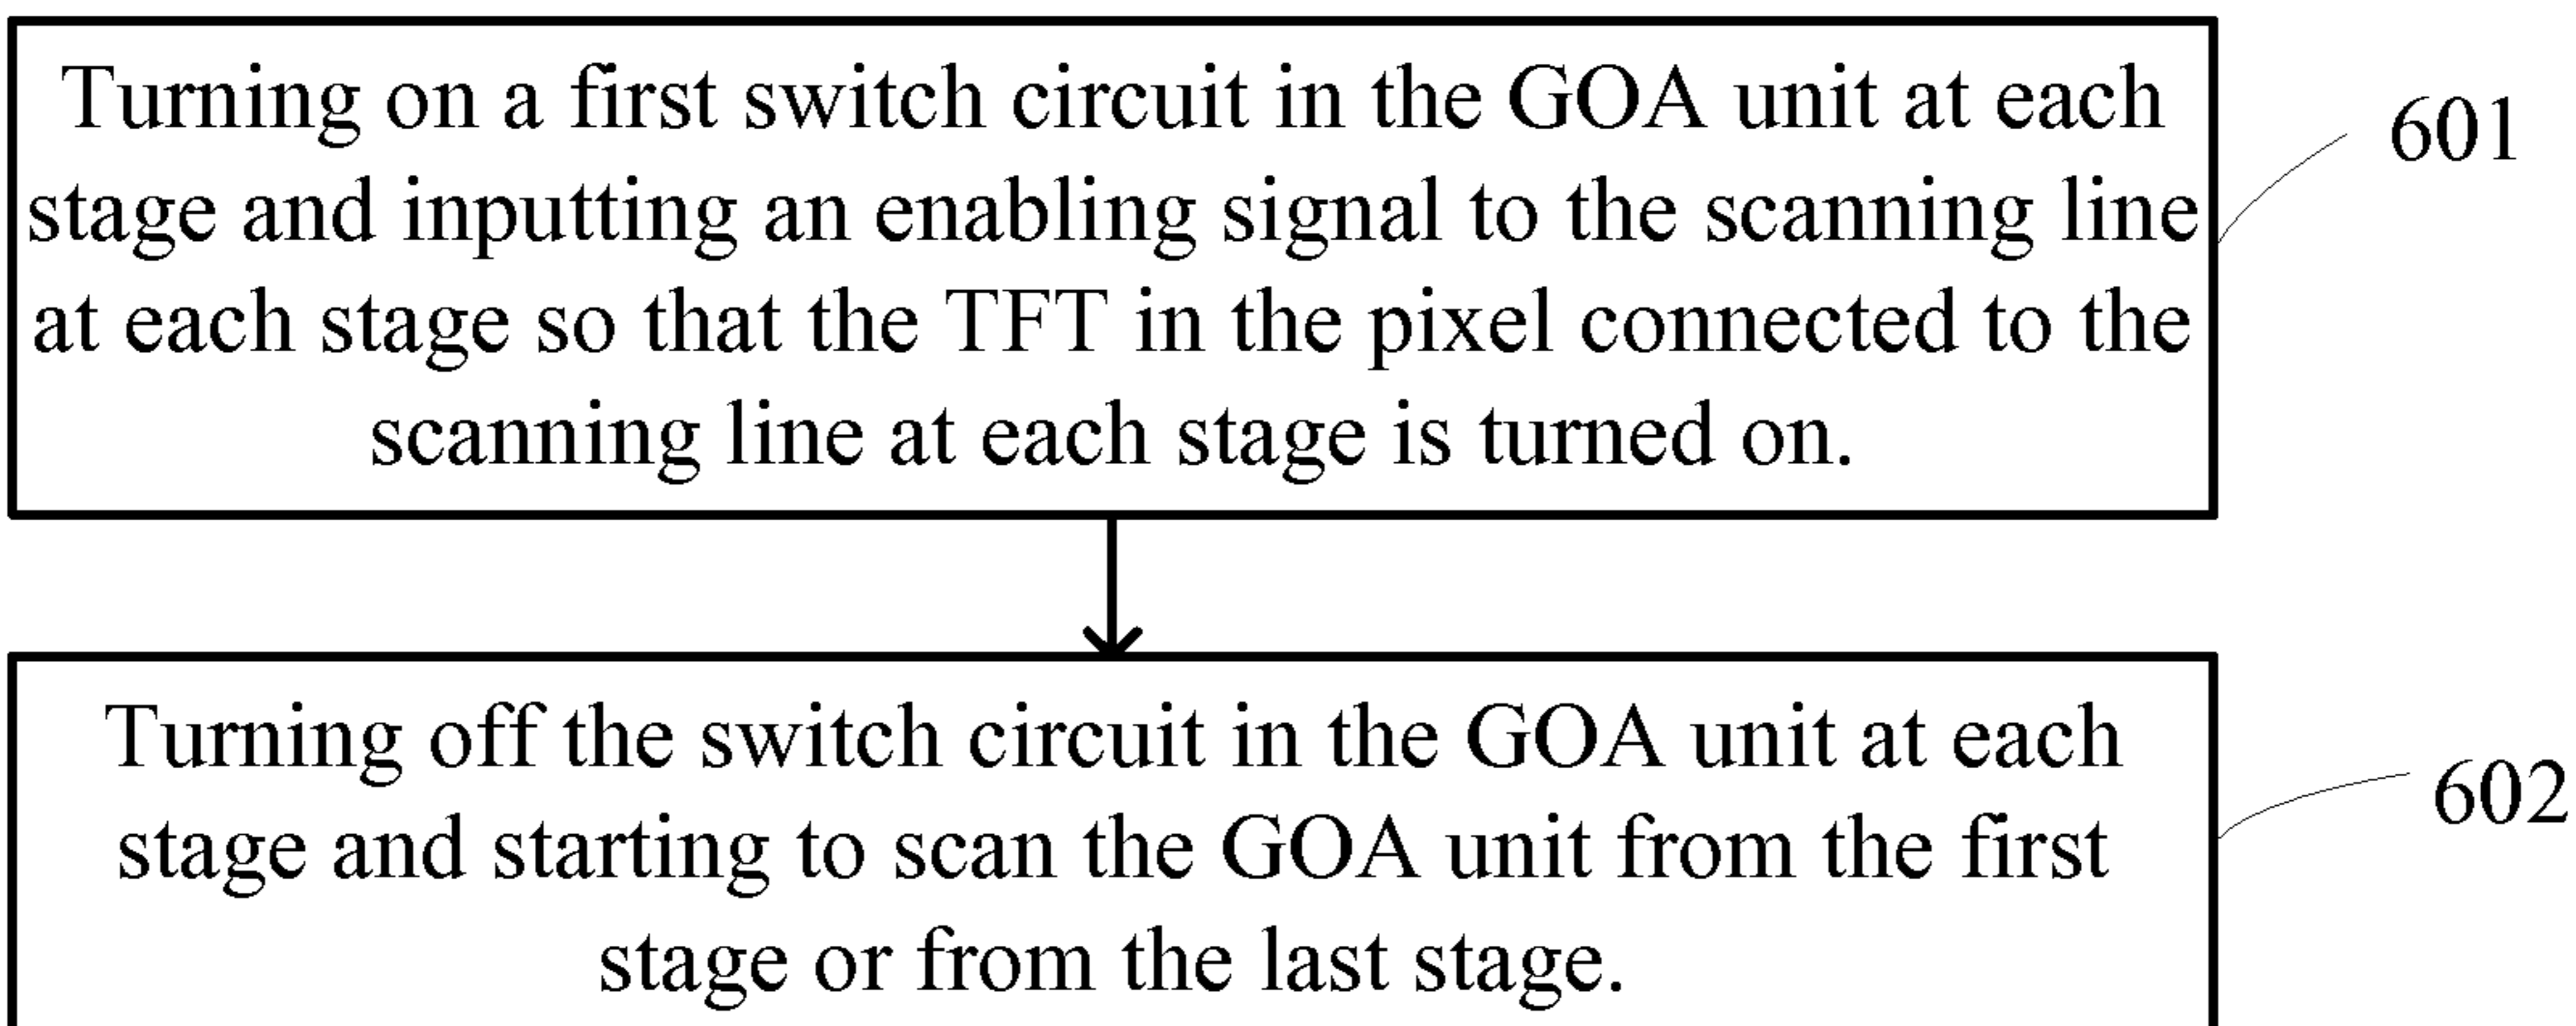 Turning on a first switch circuit in the GOA unit at each
stage and inputting an enabling signal to the scanning line
at each stage so that the TFT in the pixel connected to the
scanning line at each stage is turned on.
601
Turning off the switch circuit in the GOA unit at each
stage and starting to scan the GOA unit from the first
stage or from the last stage.
602